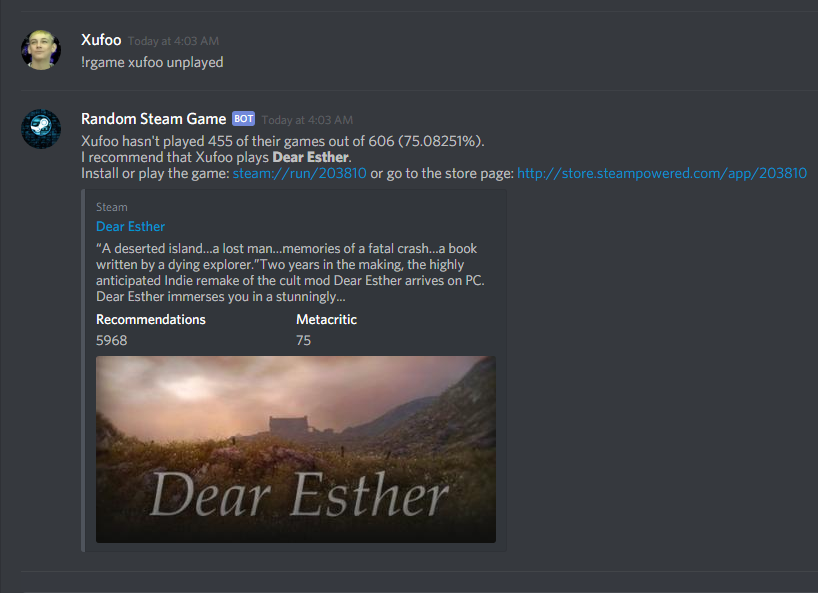 Xufoo Today at 4:03 AM
!rgame xufoo unplayed
Random Steam Game BOT Today at 4:03 AM
Xufoo hasn't played 455 of their games out of 606 (75.08251%).
I recommend that Xufoo plays Dear Esther.
Install or play the game: steam://run/203810 or go to the store page: http://store.steampowered.com/app/203810
Steam
Dear Esther
“A deserted island...a lost man...memories of a fatal crash...a book
written by a dying explorer.”Two years in the making, the highly
anticipated Indie remake of the cult mod Dear Esther arrives on PC.
Dear Esther immerses you in a stunningly...
Recommendations Metacritic
5968 75
Dear Esther